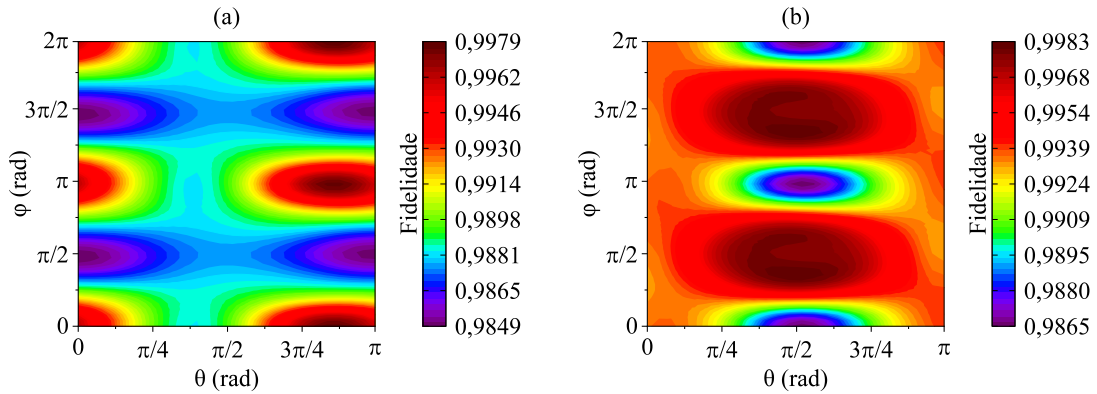 (a)
2π
3π/2
π
π/2
0
φ (rad)
0
π/4
π/2
3π/4
π
θ (rad)
Fidelidade
0,9979
0,9962
0,9946
0,9930
0,9914
0,9898
0,9881
0,9865
0,9849
(b)
2π
3π/2
π
π/2
0
φ (rad)
0
π/4
π/2
3π/4
π
θ (rad)
Fidelidade
0,9983
0,9968
0,9954
0,9939
0,9924
0,9909
0,9895
0,9880
0,9865